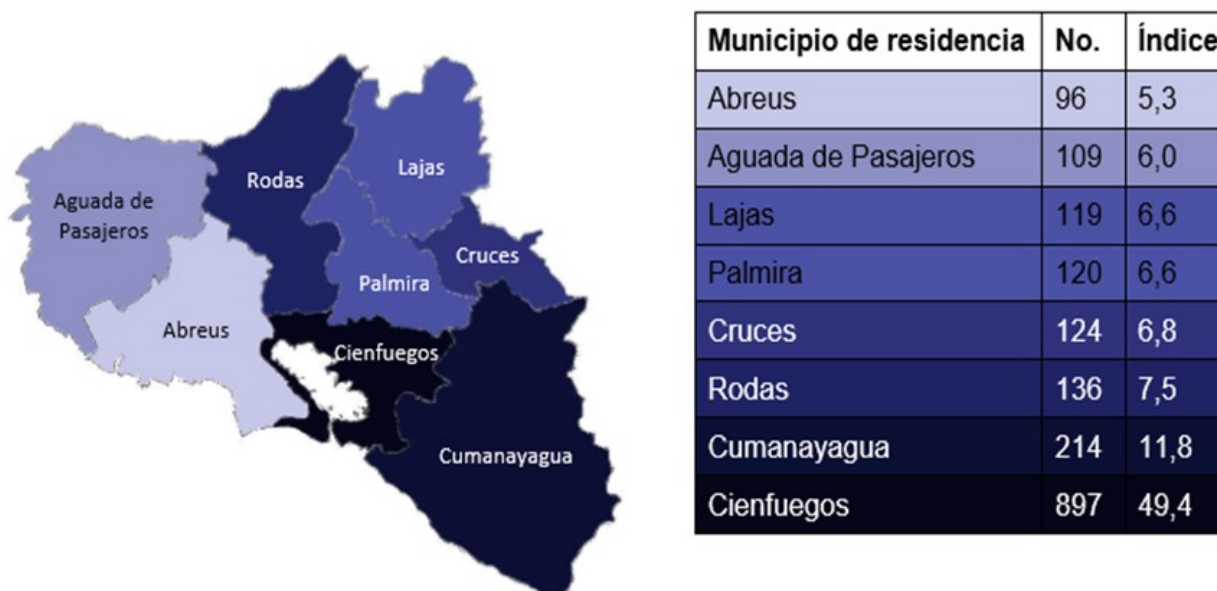 Rodas
Lajas
Aguada de
Pasajeros
Cruces
Palmira
Abreus
Cienfuegos
Cumanayagua
Municipio de residencia No. Índice
Abreus 96 5,3
Aguada de Pasajeros 109 6,0
Lajas 119 6,6
Palmira 120 6,6
Cruces 124 6,8
Rodas 136 7,5
Cumanayagua 214 11,8
Cienfuegos 897 49,4